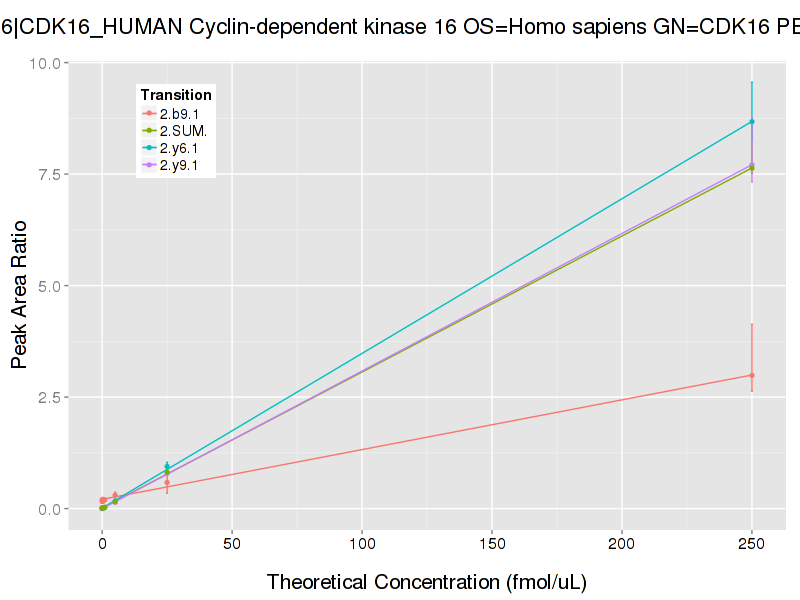 6|CDK16_HUMAN Cyclin-dependent kinase 16 OS=Homo sapiens GN=CDK16 PE
Transition
2.b9.1
2.SUM.
2.y6.1
2.y9.1
10.0
7.5
5.0
2.5
0.0
Peak Area Ratio
0
50
100
150
200
250
Theoretical Concentration (fmol/uL)